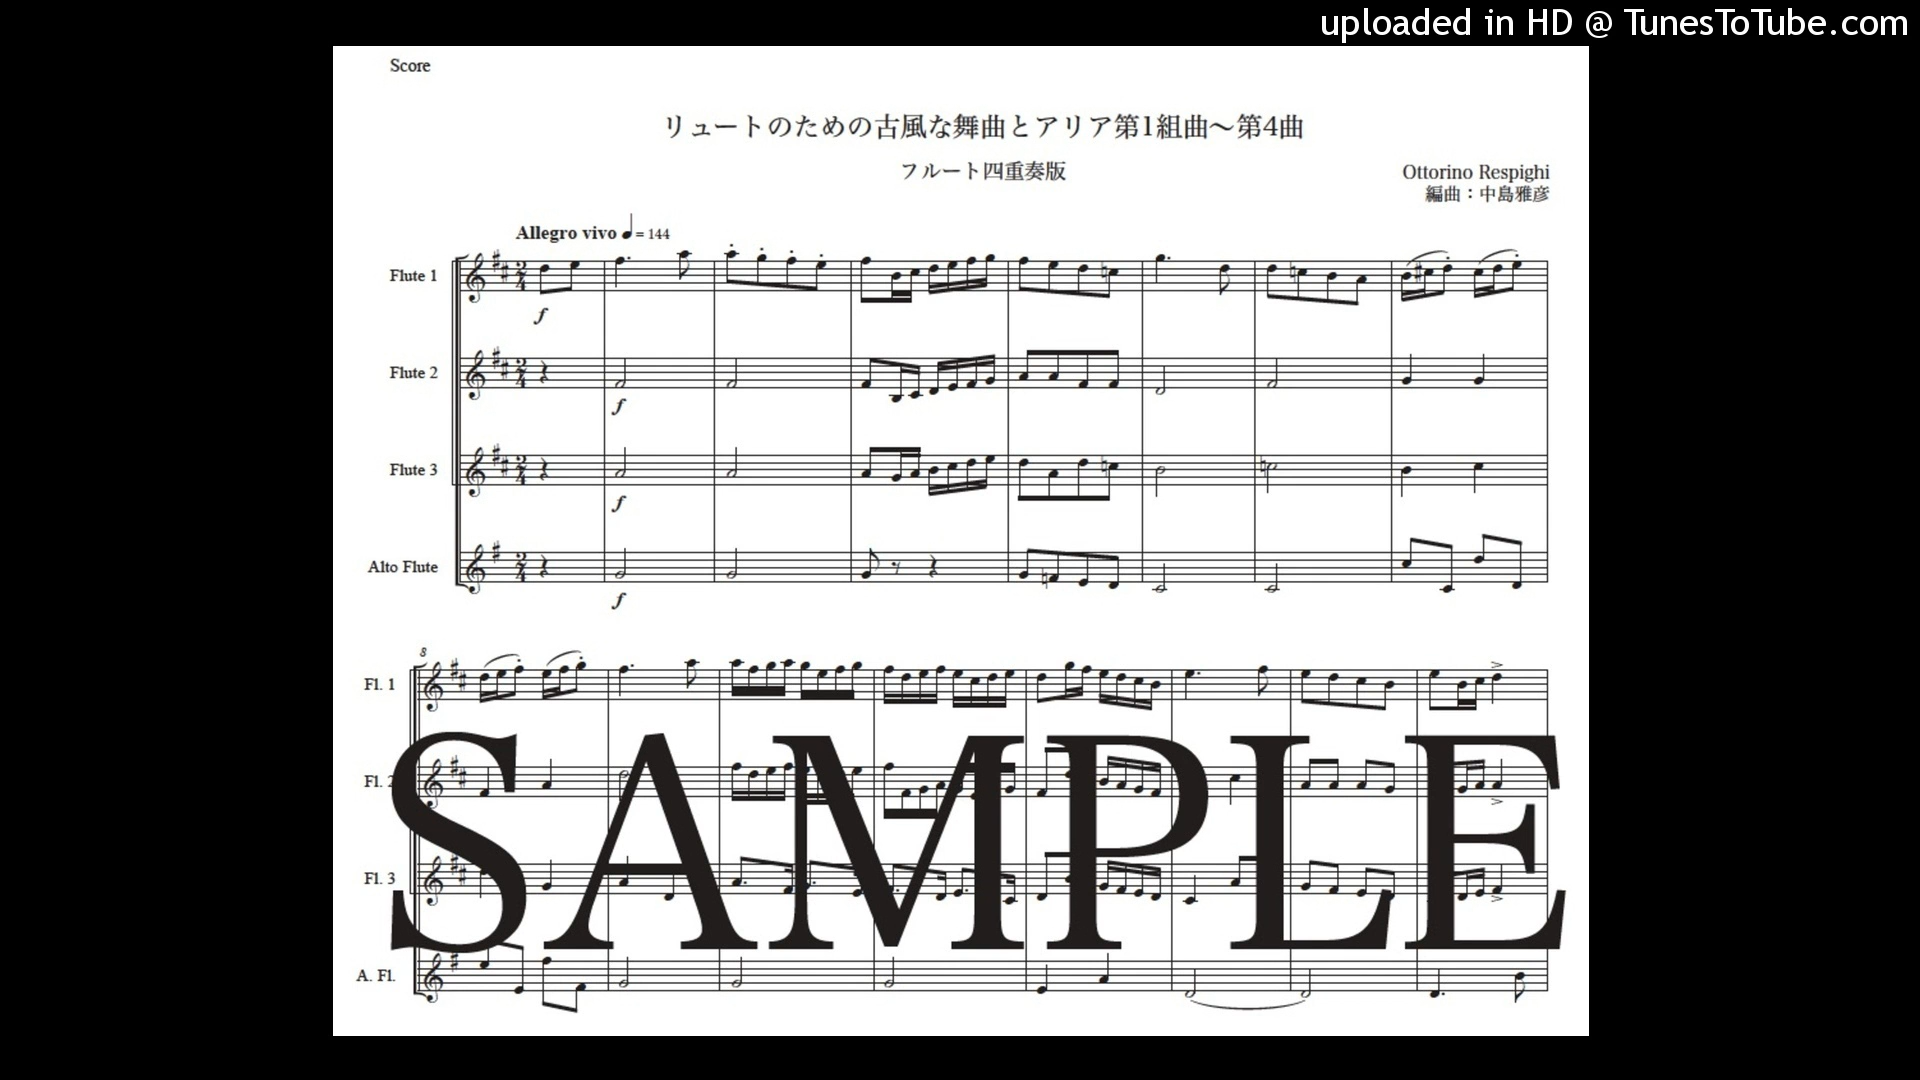 uploaded in HD @ TunesToTube.com
Score
リュートのための古風な舞曲とアリア第1組曲～第4曲
フルート四重奏版
Ottorino Respighi
編曲：中島雅彦
Allegro vivo ♩= 144
Flute 1
f
Flute 2
f
Flute 3
f
Alto Flute
f
8
Fl. 1
Fl. 2
Fl. 3
A. Fl.
SAMPLE